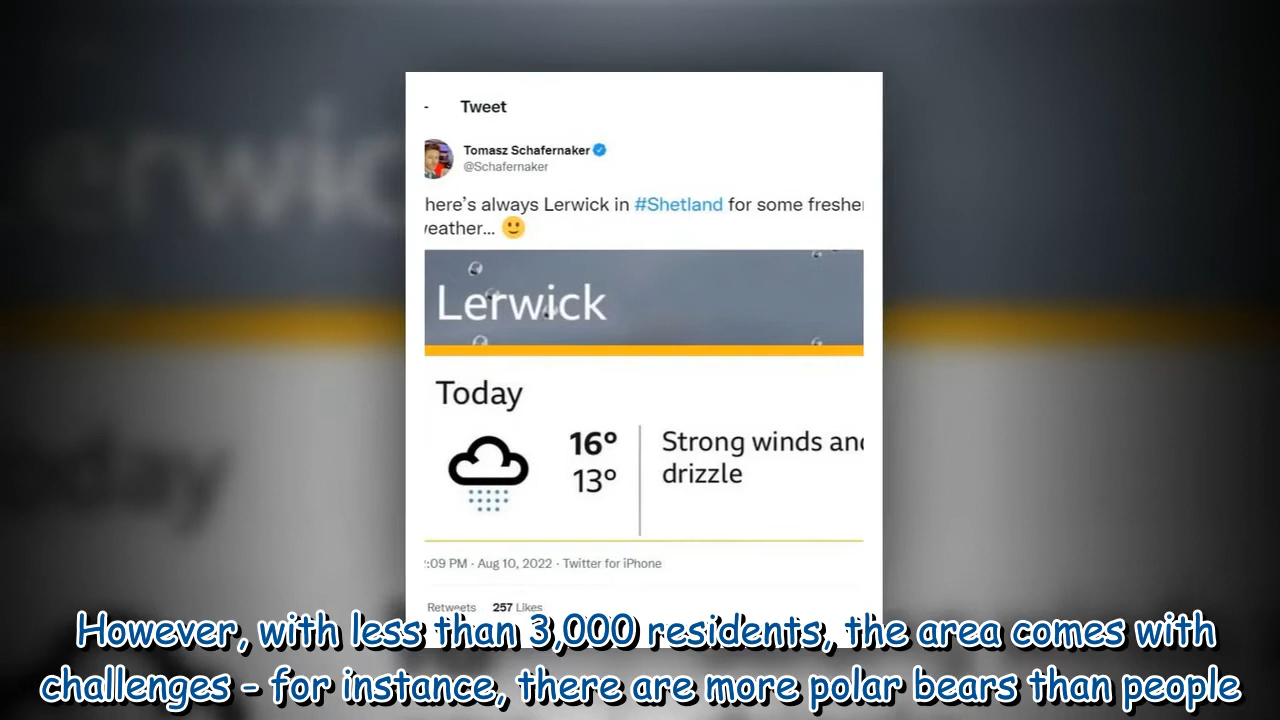 Tweet
Tomasz Schafernaker
@Schafernaker
here's always Lerwick in #Shetland for some fresher
eather... 🙂
Lerwick
Today
16°
13°
Strong winds and
drizzle
:09 PM · Aug 10, 2022 · Twitter for iPhone
Retweets 257 Likes
However, with less than 3,000 residents, the area comes with
challenges - for instance, there are more polar bears than people